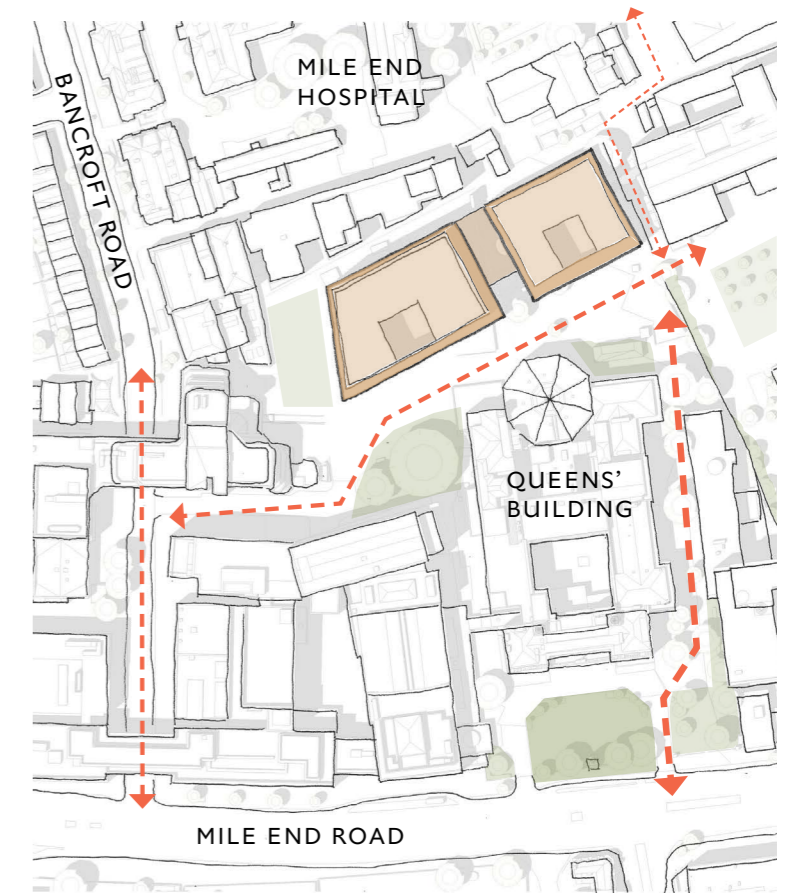 MILE END
HOSPITAL
BANCROFT ROAD
QUEENS'
BUILDING
MILE END ROAD